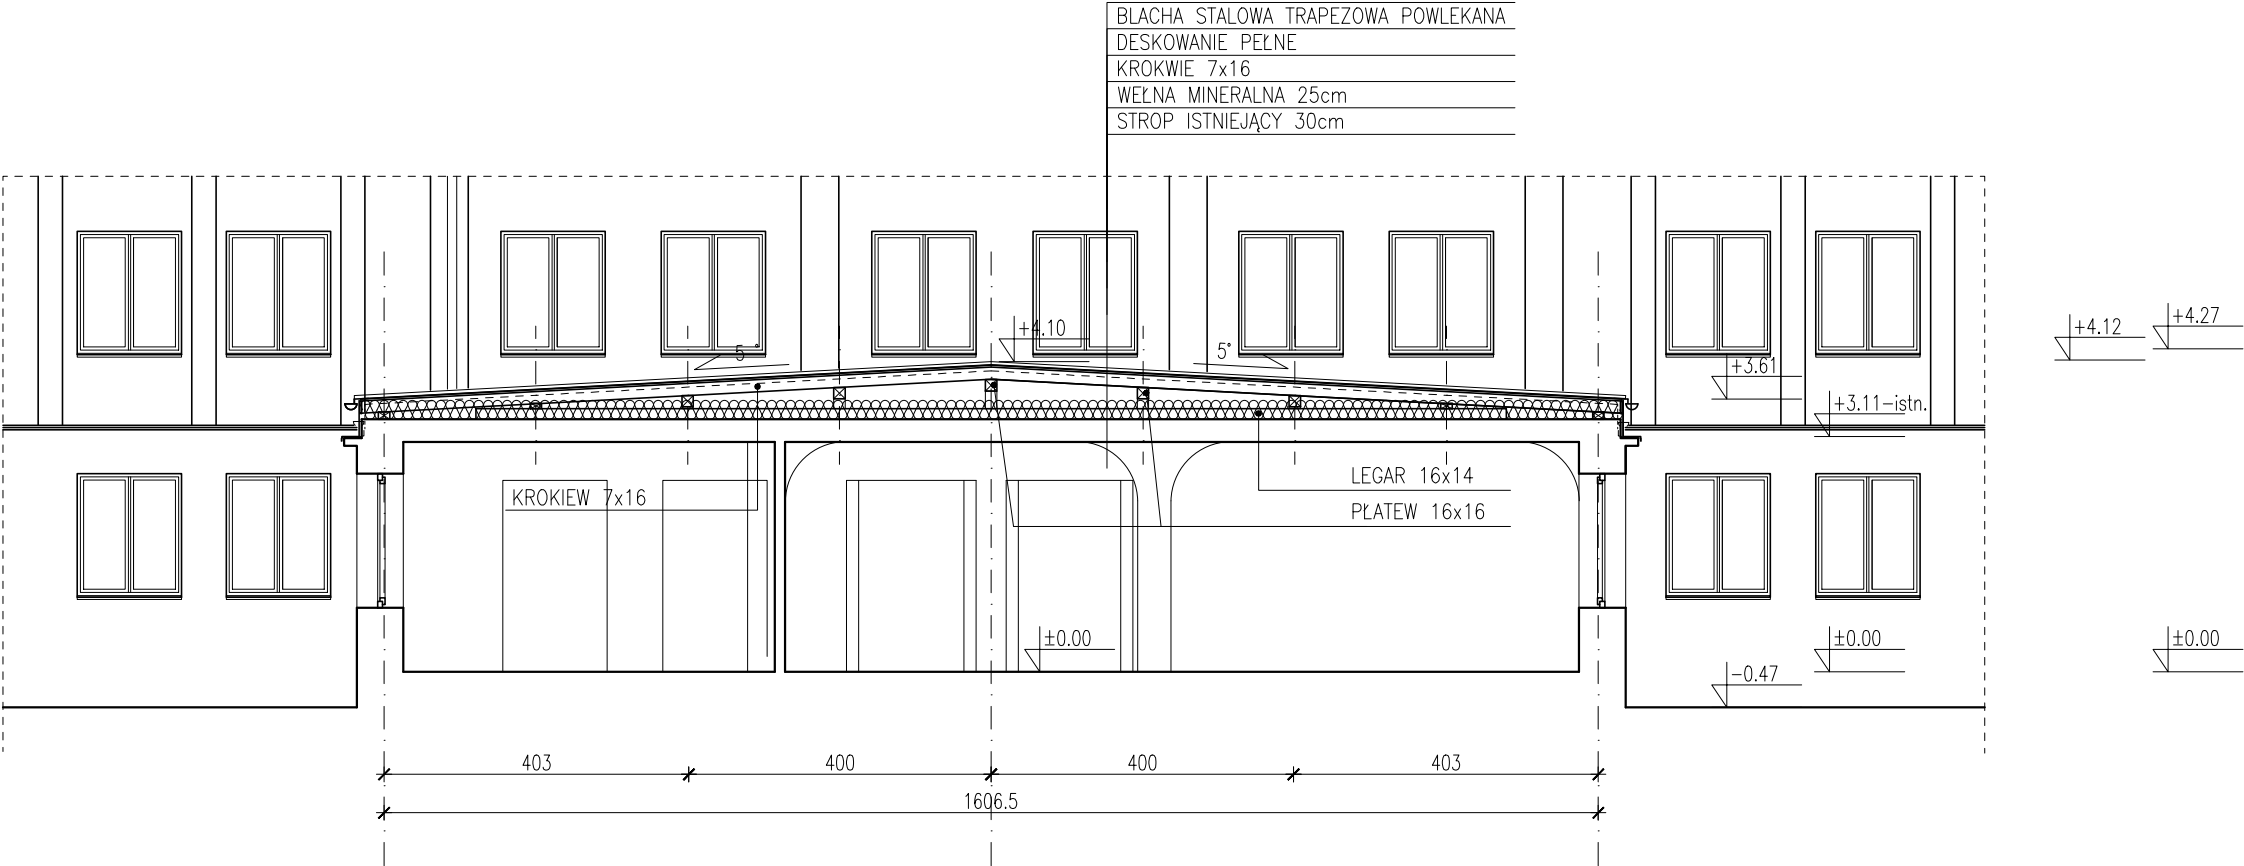 BLACHA STALOWA TRAPEZOWA POWLEKANA
DESKOWANIE PEŁNE
KROKWIE 7x16
WEŁNA MINERALNA 25cm
STROP ISTNIEJĄCY 30cm
+4.10
+4.12
+4.27
5°
5°
+3.61
+3.11-istn.
LEGAR 16x14
KROKIEW 7x16
PŁATEW 16x16
±0.00
±0.00
±0.00
-0.47
403
400
400
403
1606.5